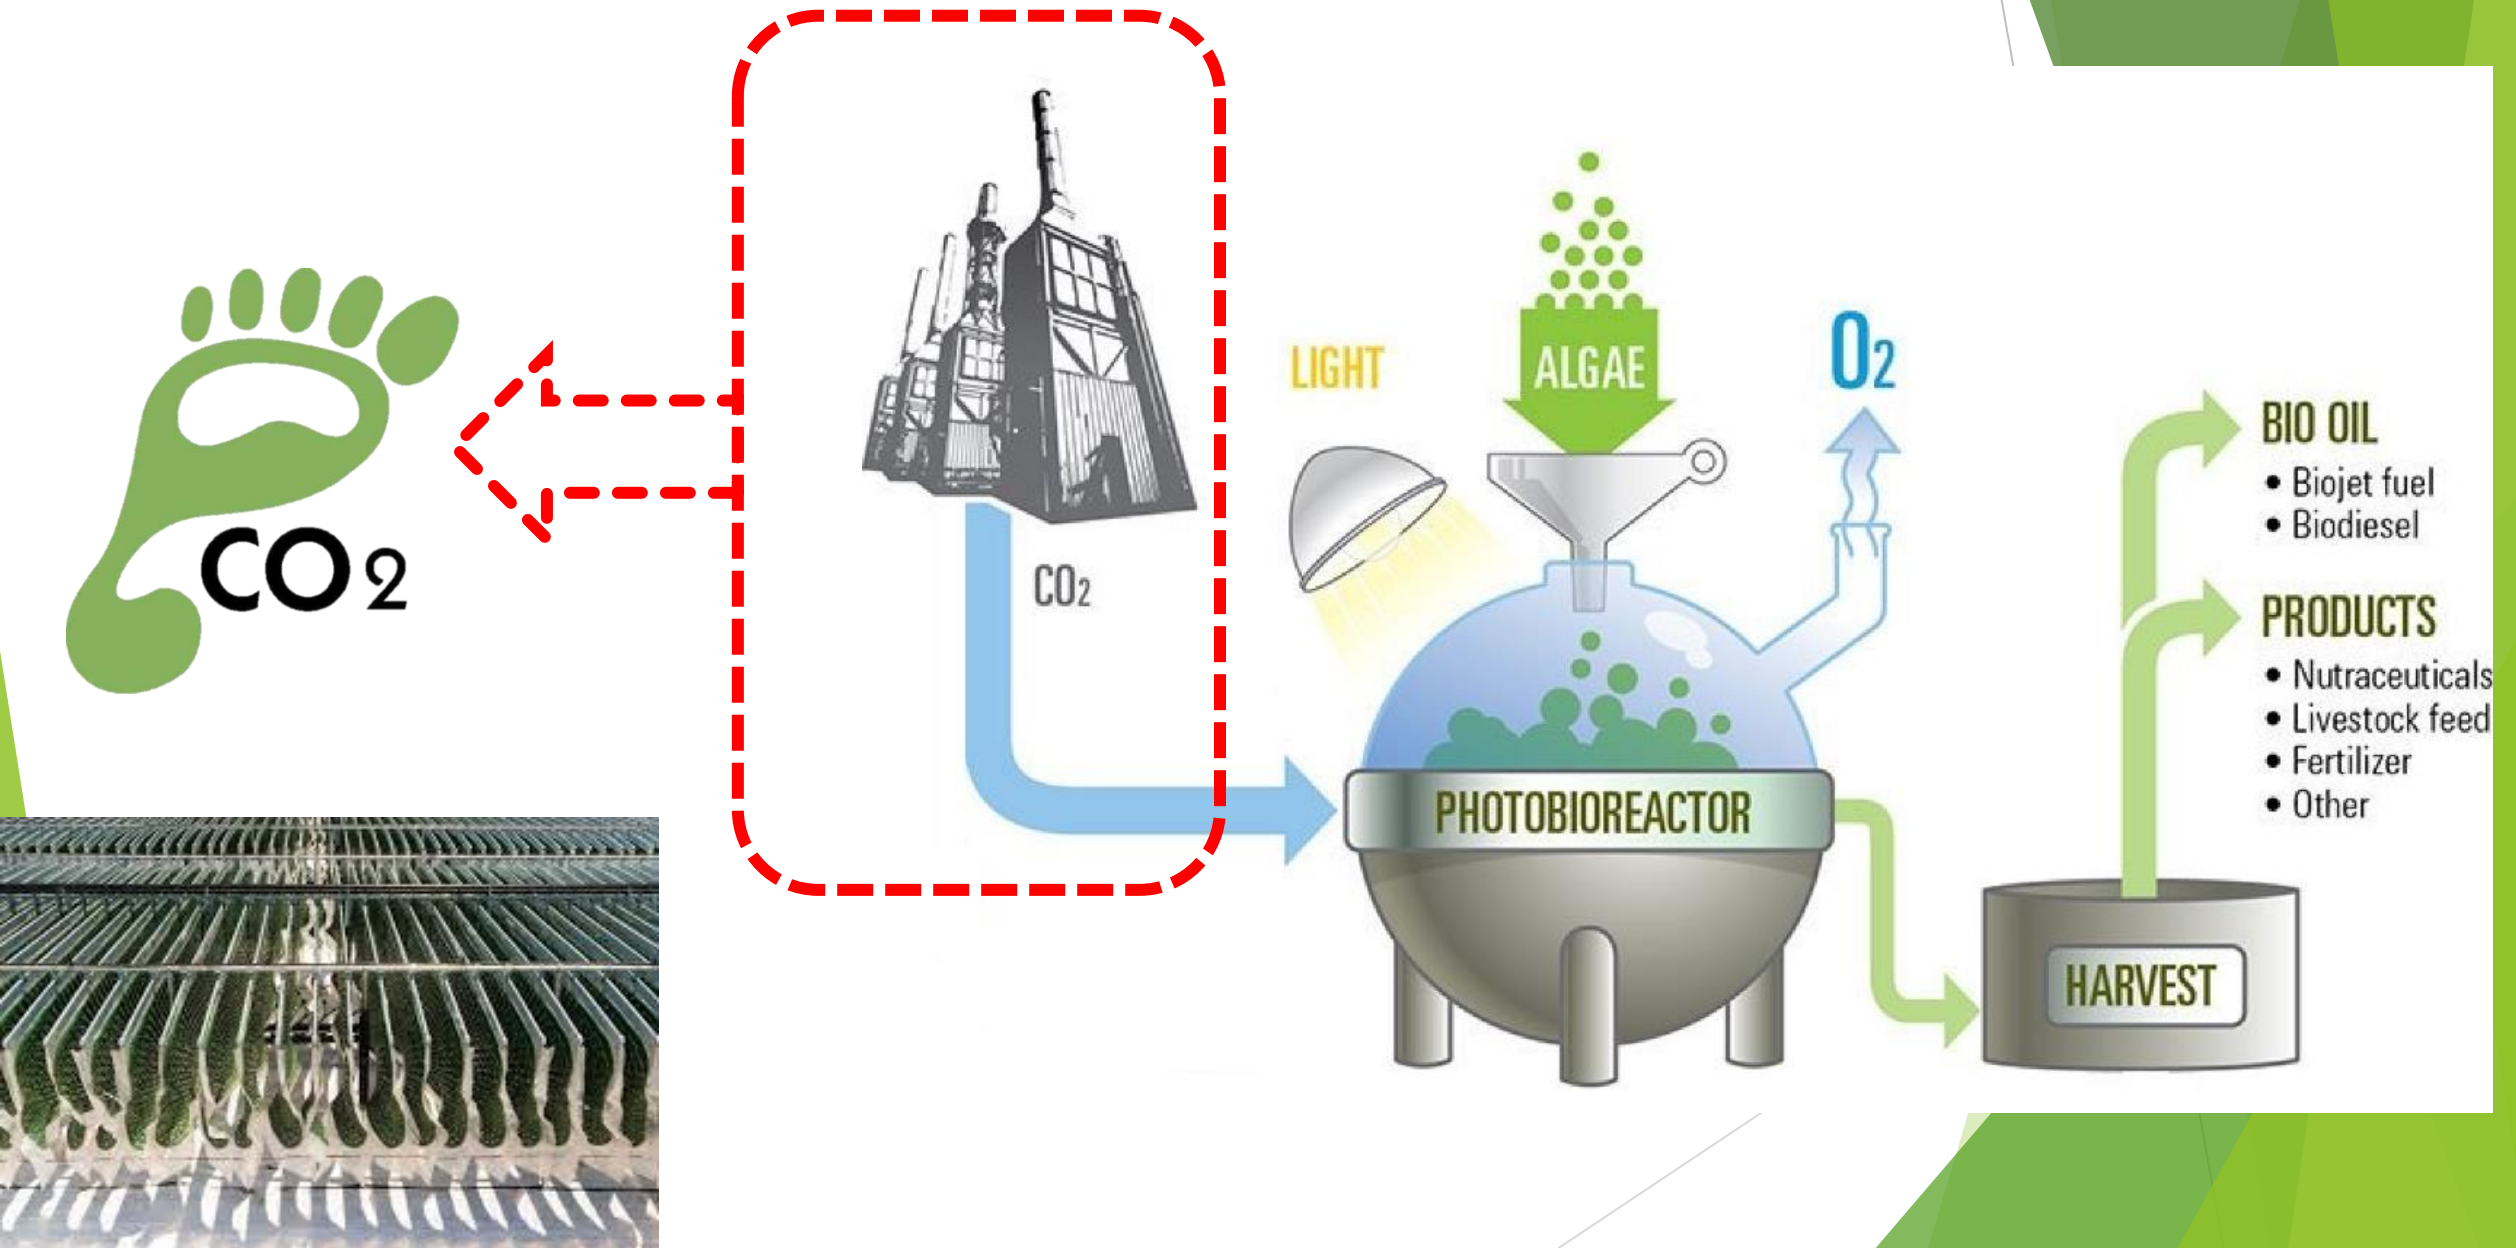 CO2
CO2
LIGHT
ALGAE
O2
PHOTOBIOREACTOR
HARVEST
BIO OIL
• Biojet fuel
• Biodiesel
PRODUCTS
• Nutraceuticals
• Livestock feed
• Fertilizer
• Other